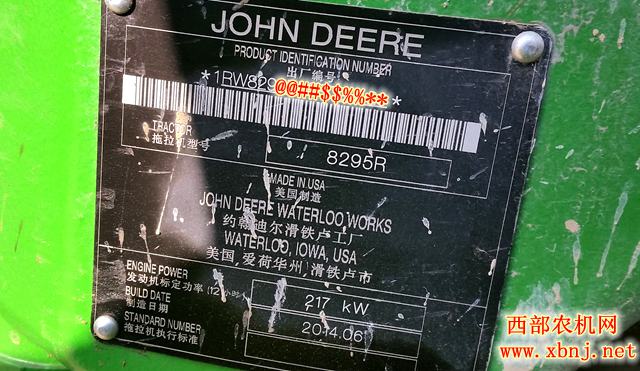 JOHN DEERE
PRODUCT IDENTIFICATION NUMBER
出厂编号
*1RW829@@##$$%%** *
TRACTOR
拖拉机型号
8295R
MADE IN USA
美国制造
JOHN DEERE WATERLOO WORKS
约翰迪尔滑铁卢工厂
WATERLOO, IOWA, USA
美国, 爱荷华州, 滑铁卢市
ENGINE POWER
发动机标定功率 (12小时)
217 kW
BUILD DATE
制造日期
2014.06
STANDARD NUMBER
拖拉机执行标准
西部农机网
www.xbnj.net